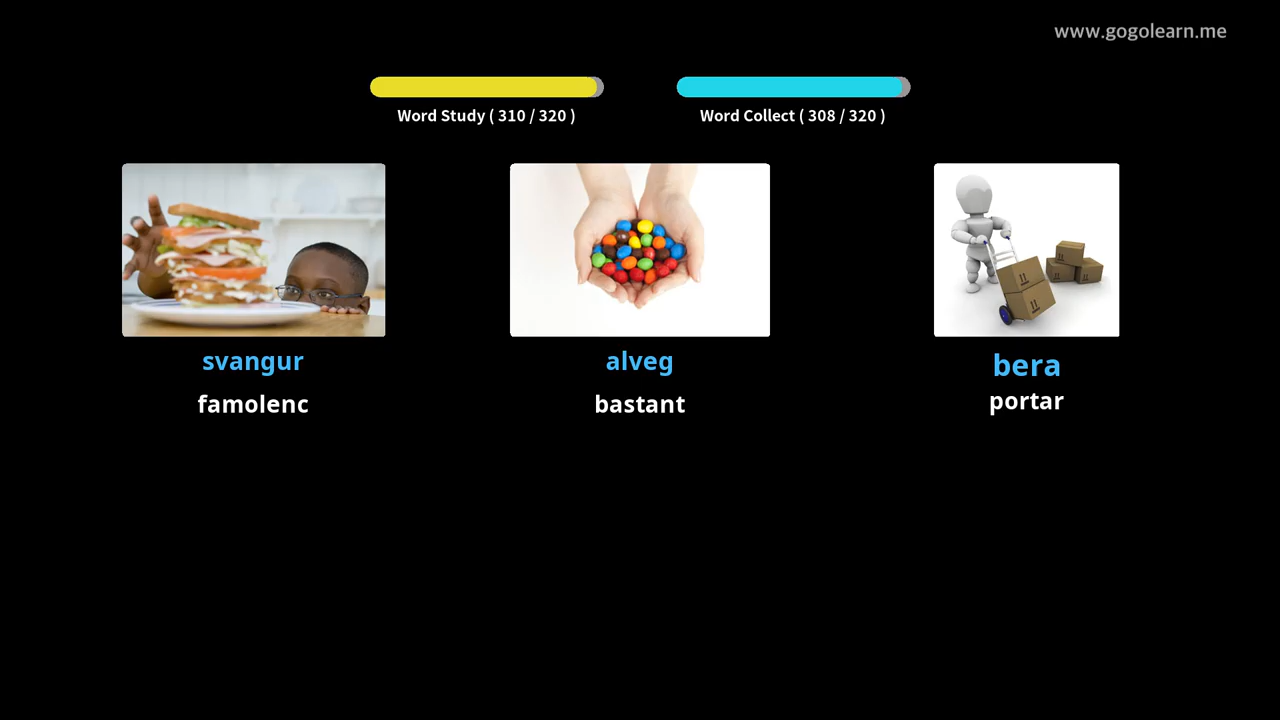 www.gogolearn.me
Word Study ( 310 / 320 )
Word Collect ( 308 / 320 )
svangur
alveg
bera
famolenc
bastant
portar